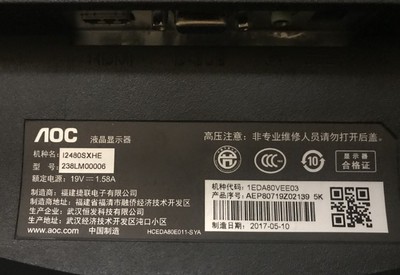 AOC 液晶显示器
机种名: I2480SXHE
型 号: 238LM00006
额定电源: 19V ⎓ 1.58A
制造商: 福建捷联电子有限公司
制造商地址: 福建省福清市融侨经济技术开发区
生产企业: 武汉恒发科技有限公司
生产企业地址: 武汉经济技术开发区沌口小区
www.aoc.com 中国制造 HCEDA80E011-SYA
高压注意: 非专业维修人员请勿打开后盖。
CCC
10
显示器
合格证
机种代码: 1EDA80VEE03
产品序号: AEP80719Z02139 5K
制造日期:
2017-05-10